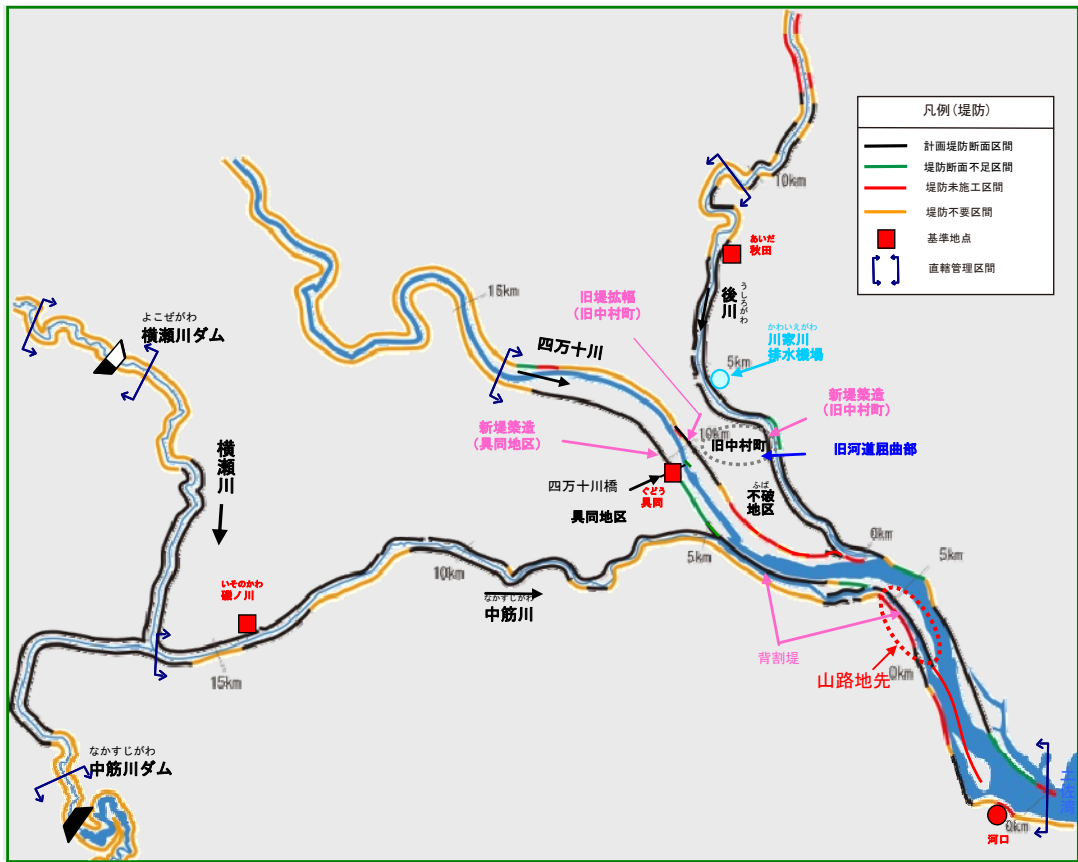 凡例(堤防)
計画堤防断面区間
堤防断面不足区間
堤防未施工区間
堤防不要区間
基準地点
直轄管理区間
10km
あいだ
秋田
後川
うしろがわ
15km
旧堤拡幅
(旧中村町)
かわいえがわ
川家川
排水機場
5km
よこぜがわ
横瀬川ダム
四万十川
新堤築造
(旧中村町)
新堤築造
(具同地区)
10km
旧中村町
旧河道屈曲部
横瀬川
四万十川橋
ぐどう
具同
ふば
不破
地区
具同地区
0km
5km
5km
10km
いそのかわ
磯ノ川
なかすじがわ
中筋川
背割堤
15km
0km
山路地先
なかすじがわ
中筋川ダム
土佐湾
0km
河口